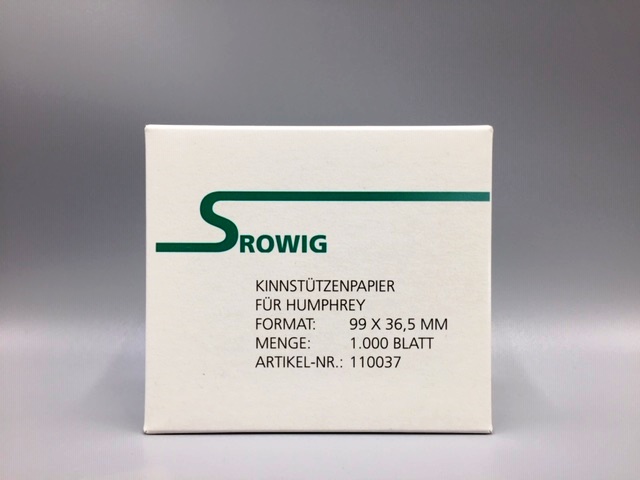 SROWIG
KINNSTÜTZENPAPIER
FÜR HUMPHREY
FORMAT: 99 X 36,5 MM
MENGE: 1.000 BLATT
ARTIKEL-NR.: 110037